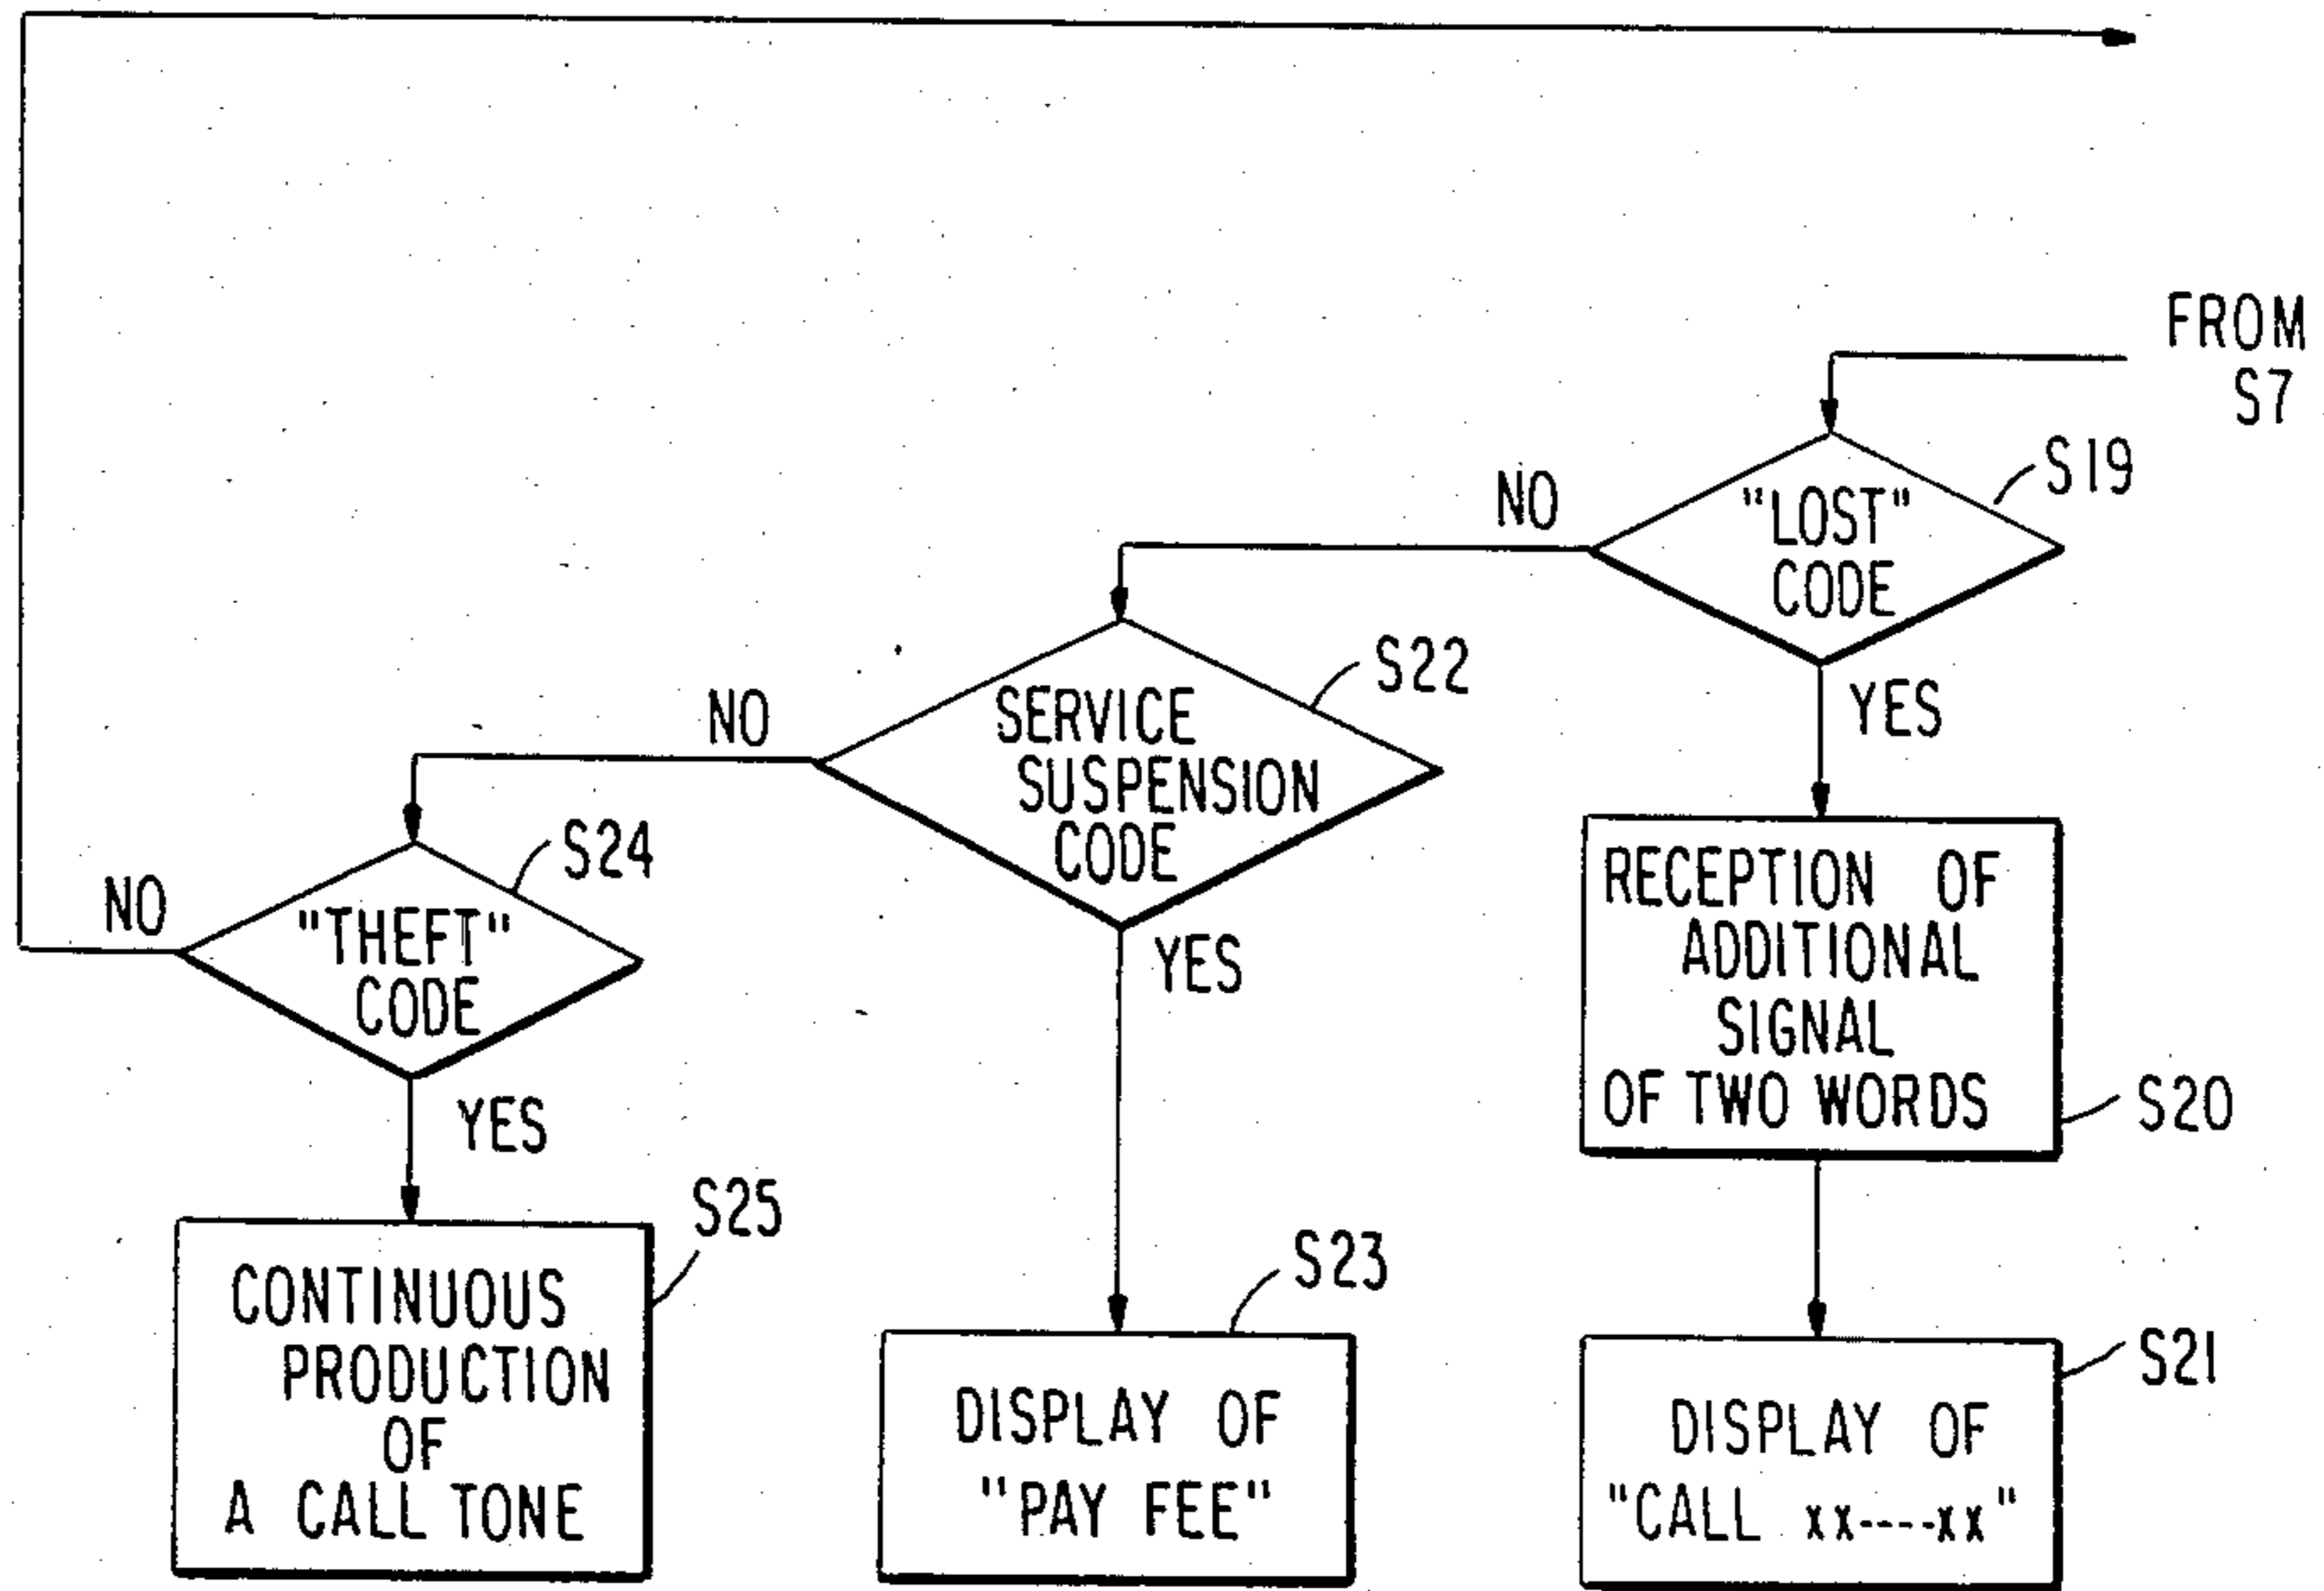 FROM
S7
S19
"LOST"
CODE
NO
YES
S22
SERVICE
SUSPENSION
CODE
NO
YES
S24
"THEFT"
CODE
NO
YES
RECEPTION OF
ADDITIONAL
SIGNAL
OF TWO WORDS
S20
S25
CONTINUOUS
PRODUCTION
OF
A CALL TONE
S23
DISPLAY OF
"PAY FEE"
S21
DISPLAY OF
"CALL xx----xx"